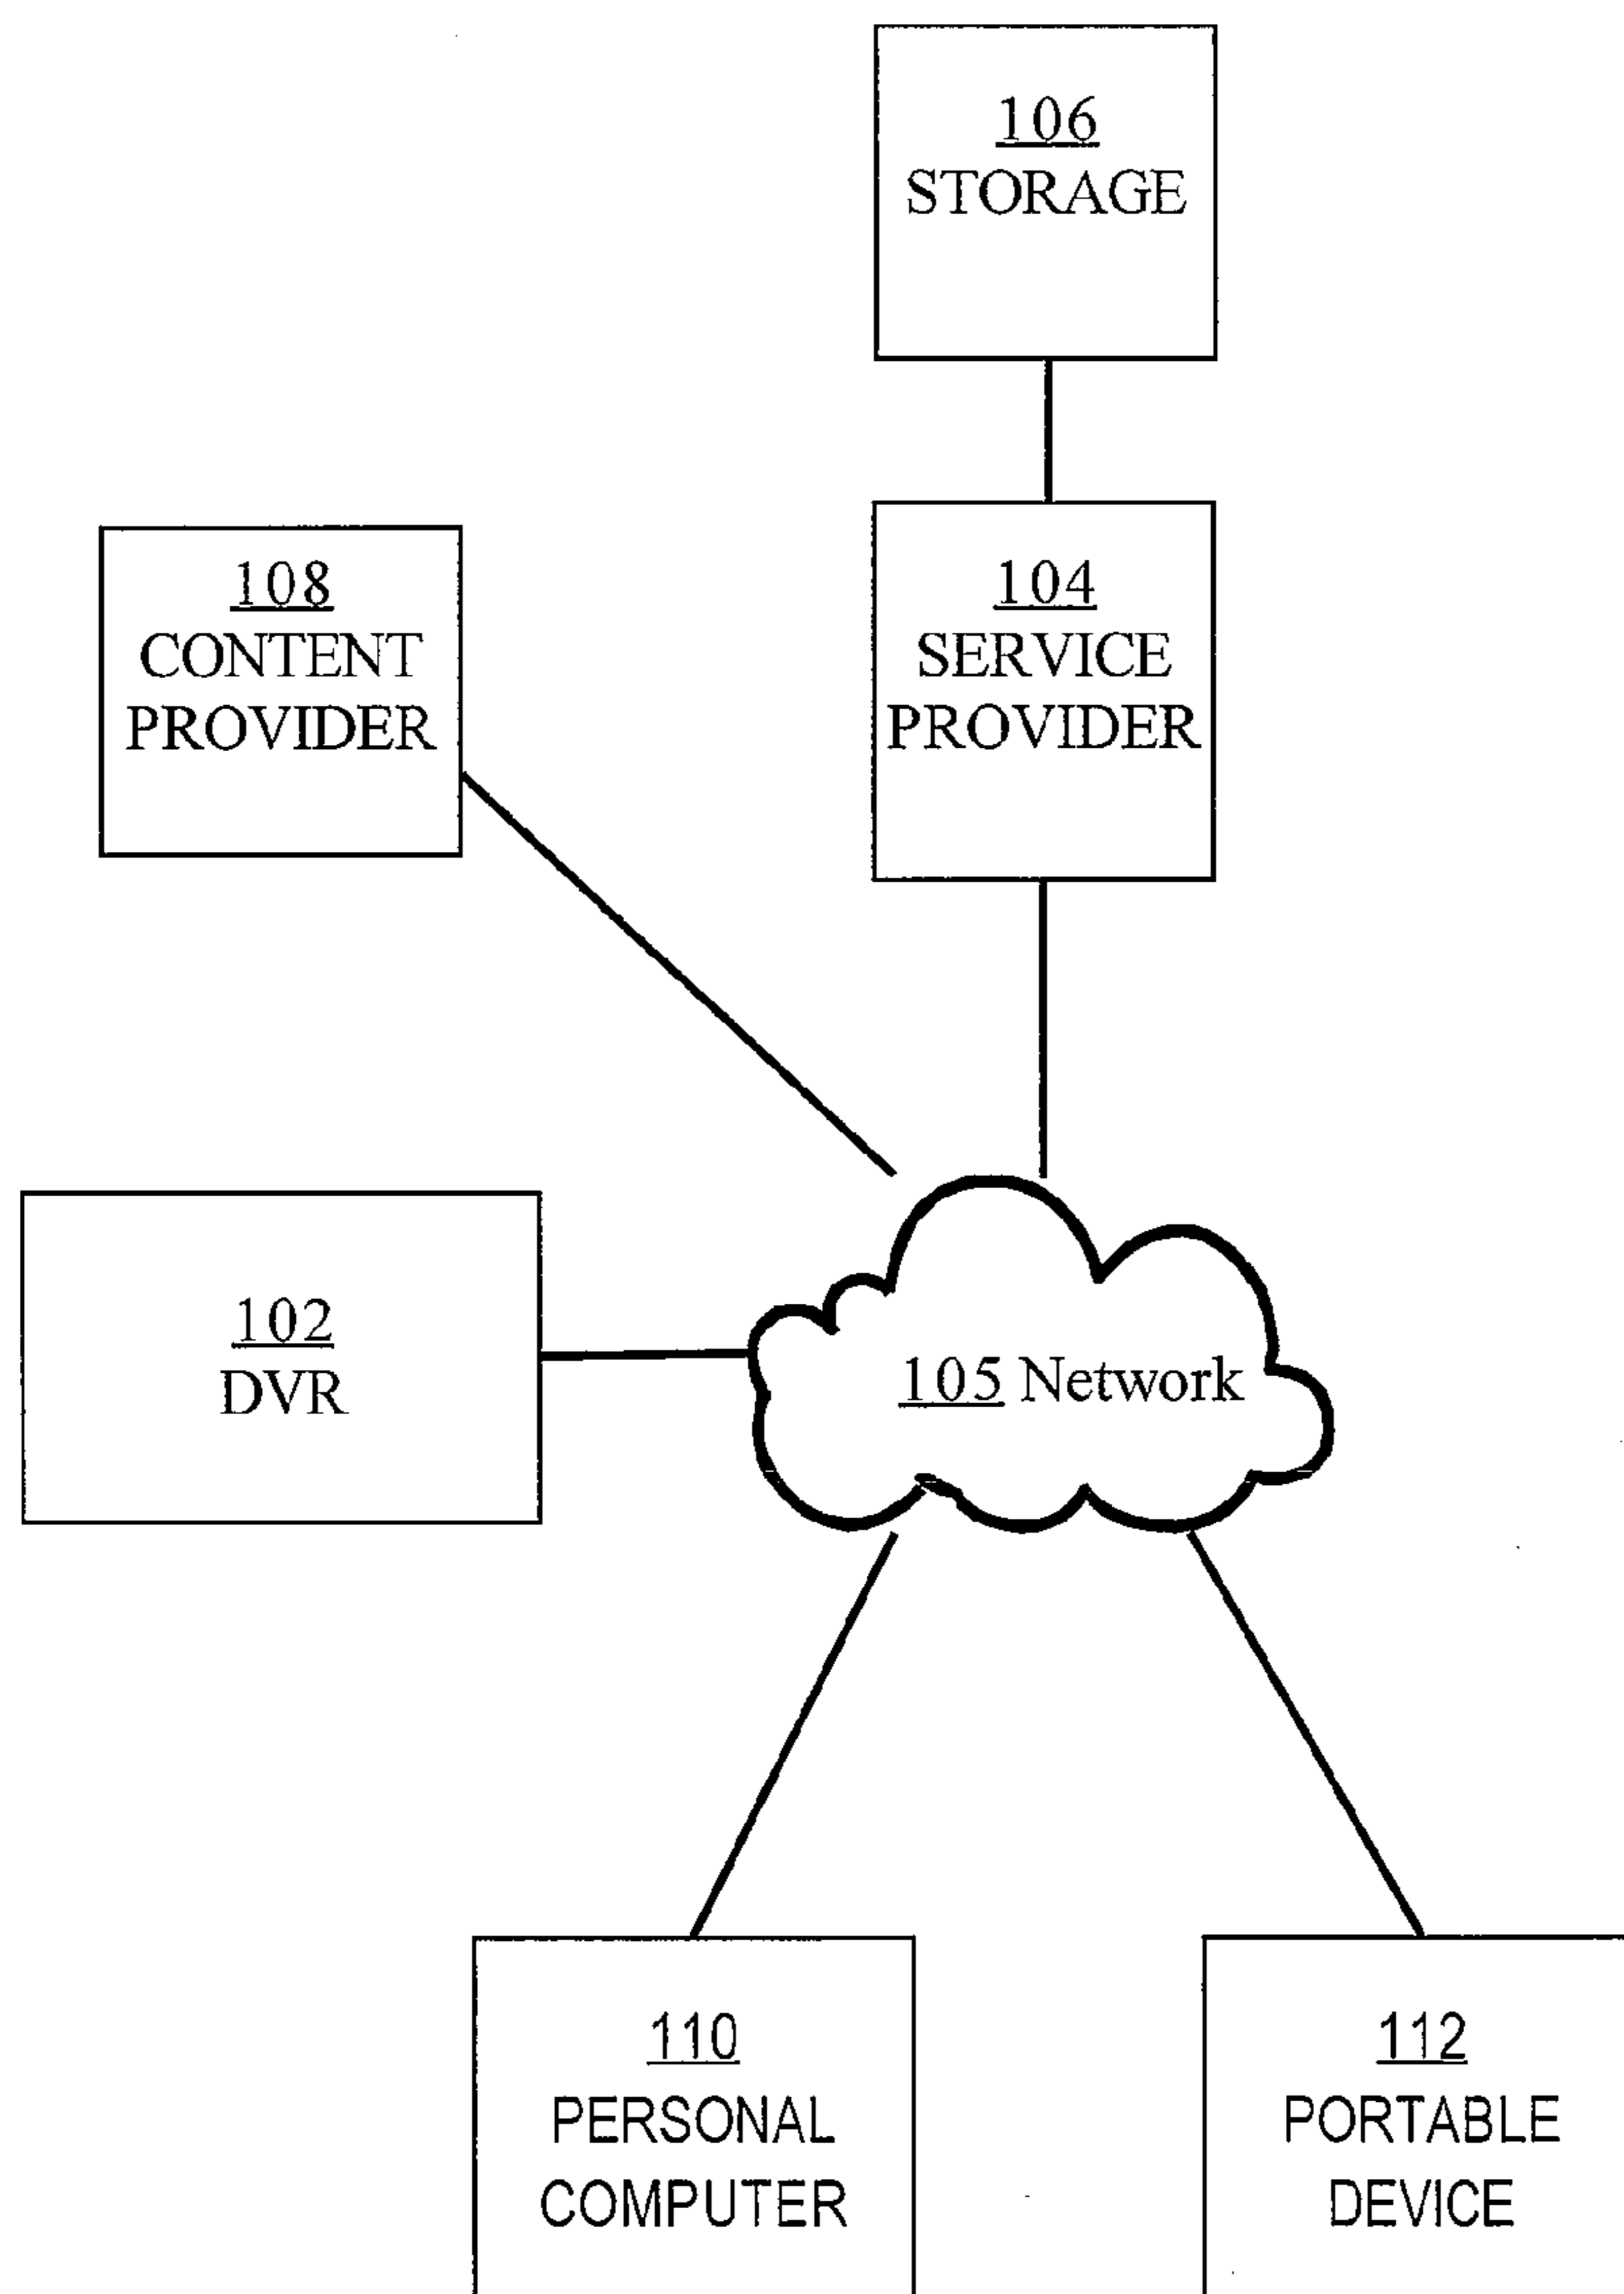 106
STORAGE
108
CONTENT
PROVIDER
104
SERVICE
PROVIDER
102
DVR
105 Network
110
PERSONAL
COMPUTER
112
PORTABLE
DEVICE